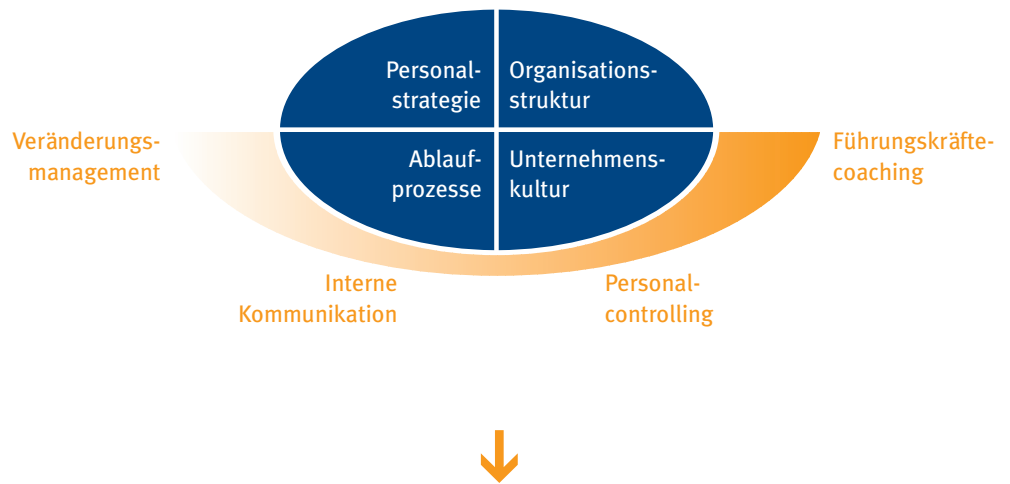 Personal-
strategie
Organisations-
struktur
Ablauf-
prozesse
Unternehmens-
kultur
Veränderungs-
management
Führungskräfte-
coaching
Interne
Kommunikation
Personal-
controlling